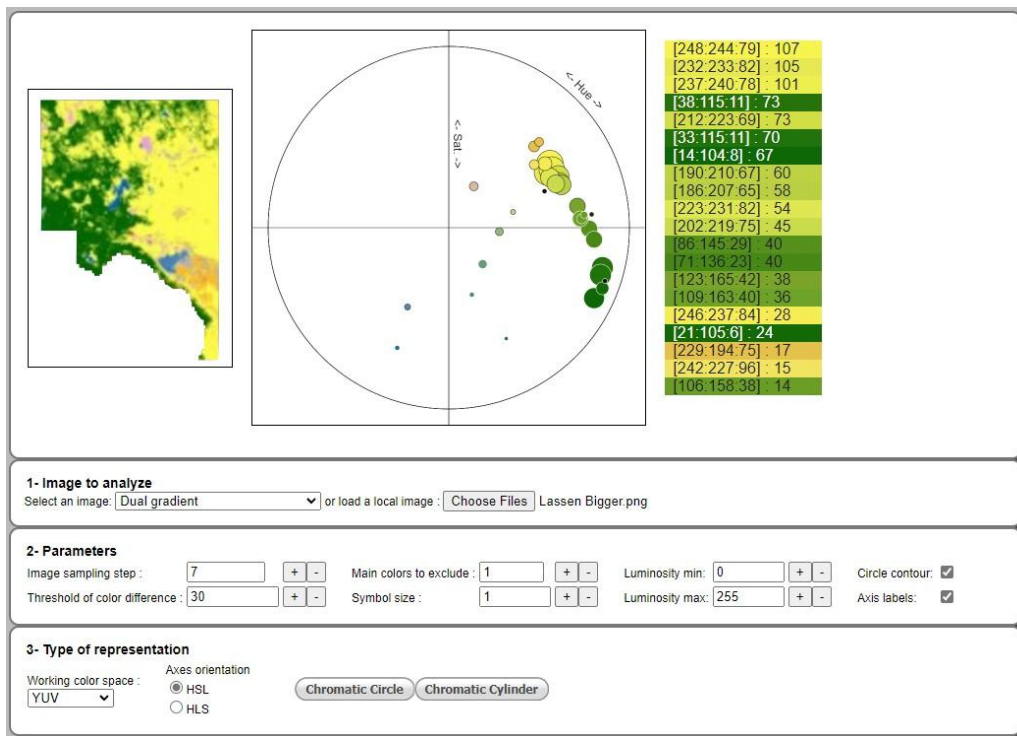 <- Hue ->
<- Sat. ->
[248:244:79] : 107
[232:233:82] : 105
[237:240:78] : 101
[38:115:11] : 73
[212:223:69] : 73
[33:115:11] : 70
[14:104:8] : 67
[190:210:67] : 60
[186:207:65] : 58
[223:231:82] : 54
[202:219:75] : 45
[86:145:29] : 40
[71:136:23] : 40
[123:165:42] : 38
[109:163:40] : 36
[246:237:84] : 28
[21:105:6] : 24
[229:194:75] : 17
[242:227:96] : 15
[106:158:38] : 14
1- Image to analyze
Select an image: Dual gradient or load a local image : Choose Files Lassen Bigger.png
2- Parameters
Image sampling step : 7 + - Main colors to exclude : 1 + - Luminosity min: 0 + - Circle contour:
Threshold of color difference : 30 + - Symbol size : 1 + - Luminosity max: 255 + - Axis labels:
3- Type of representation
Working color space : Axes orientation
YUV HSL Chromatic Circle Chromatic Cylinder
HLS